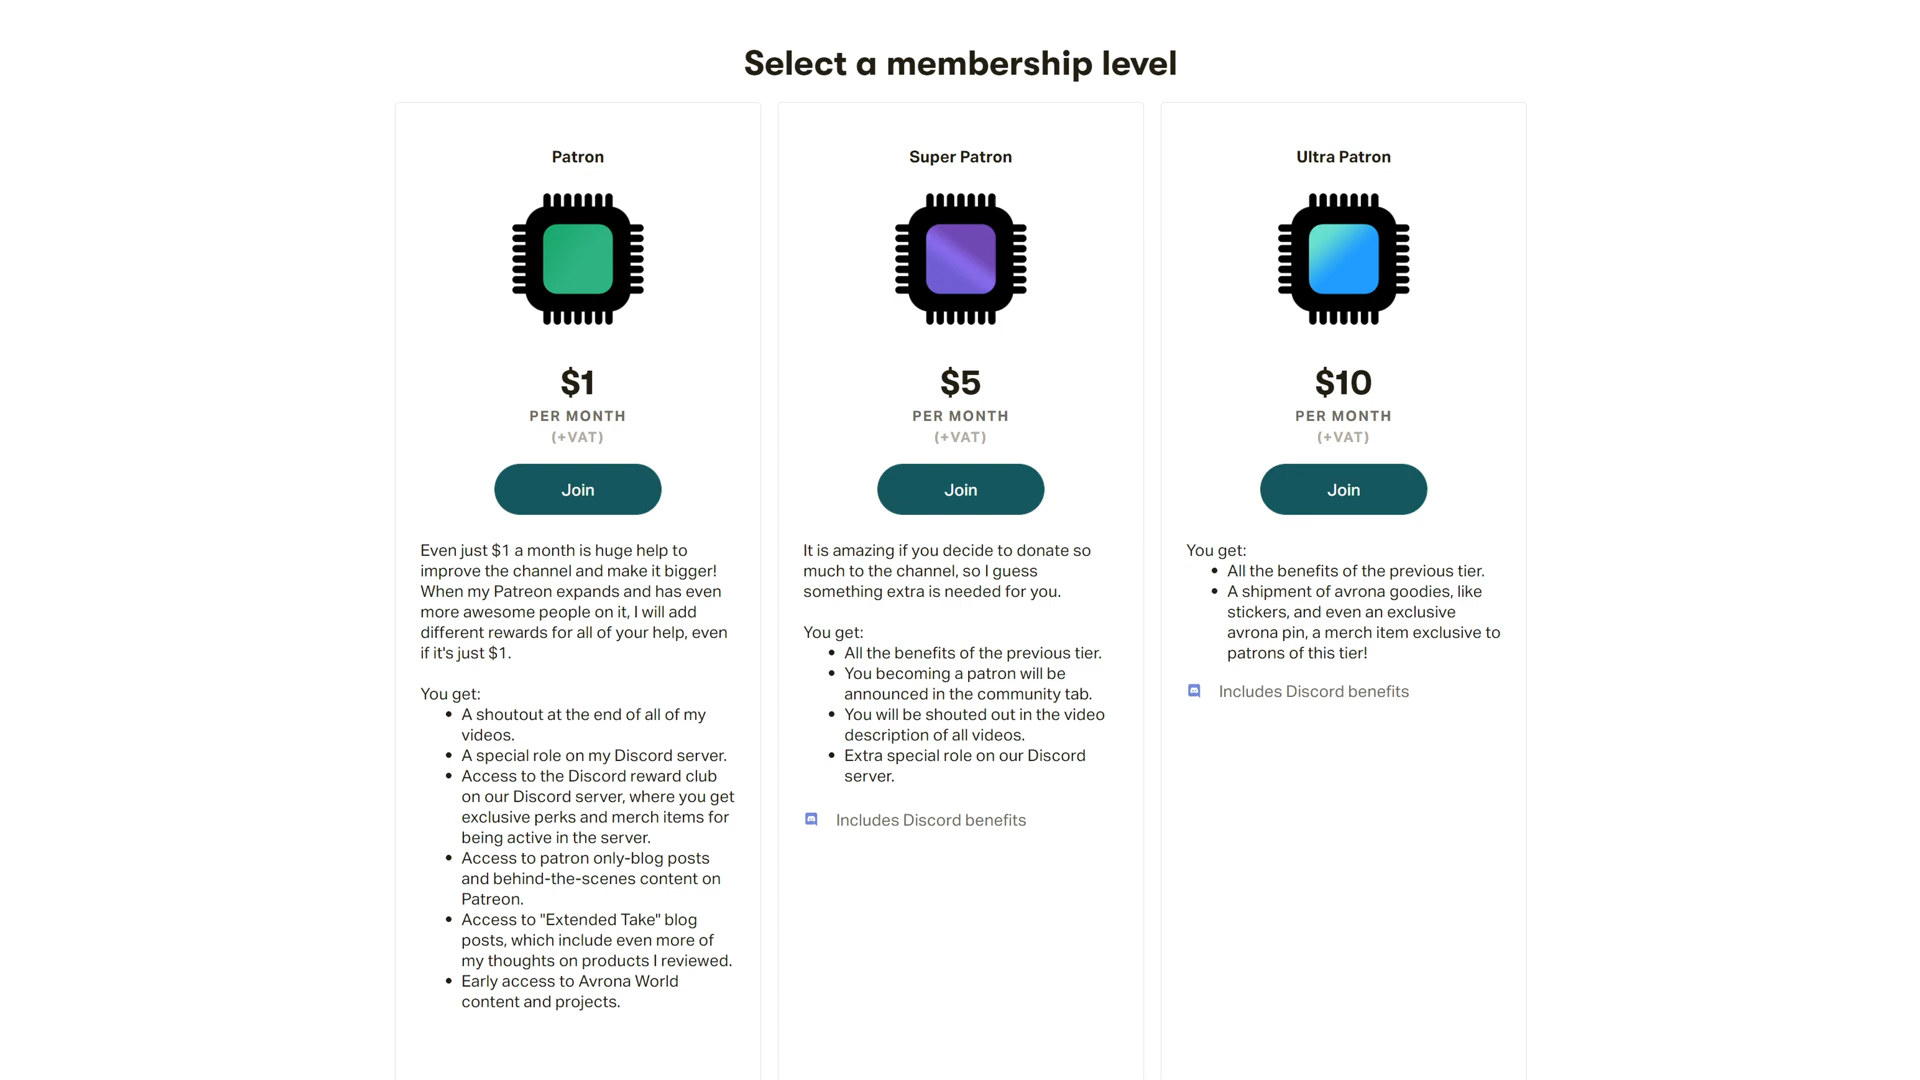 Select a membership level
Patron
$1
PER MONTH
(+VAT)
Join
Even just $1 a month is huge help to
improve the channel and make it bigger!
When my Patreon expands and has even
more awesome people on it, I will add
different rewards for all of your help, even
if it's just $1.
You get:
• A shoutout at the end of all of my
videos.
• A special role on my Discord server.
• Access to the Discord reward club
on our Discord server, where you get
exclusive perks and merch items for
being active in the server.
• Access to patron only-blog posts
and behind-the-scenes content on
Patreon.
• Access to "Extended Take" blog
posts, which include even more of
my thoughts on products I reviewed.
• Early access to Avrona World
content and projects.
Super Patron
$5
PER MONTH
(+VAT)
Join
It is amazing if you decide to donate so
much to the channel, so I guess
something extra is needed for you.
You get:
• All the benefits of the previous tier.
• You becoming a patron will be
announced in the community tab.
• You will be shouted out in the video
description of all videos.
• Extra special role on our Discord
server.
Includes Discord benefits
Ultra Patron
$10
PER MONTH
(+VAT)
Join
You get:
• All the benefits of the previous tier.
• A shipment of avrona goodies, like
stickers, and even an exclusive
avrona pin, a merch item exclusive to
patrons of this tier!
Includes Discord benefits